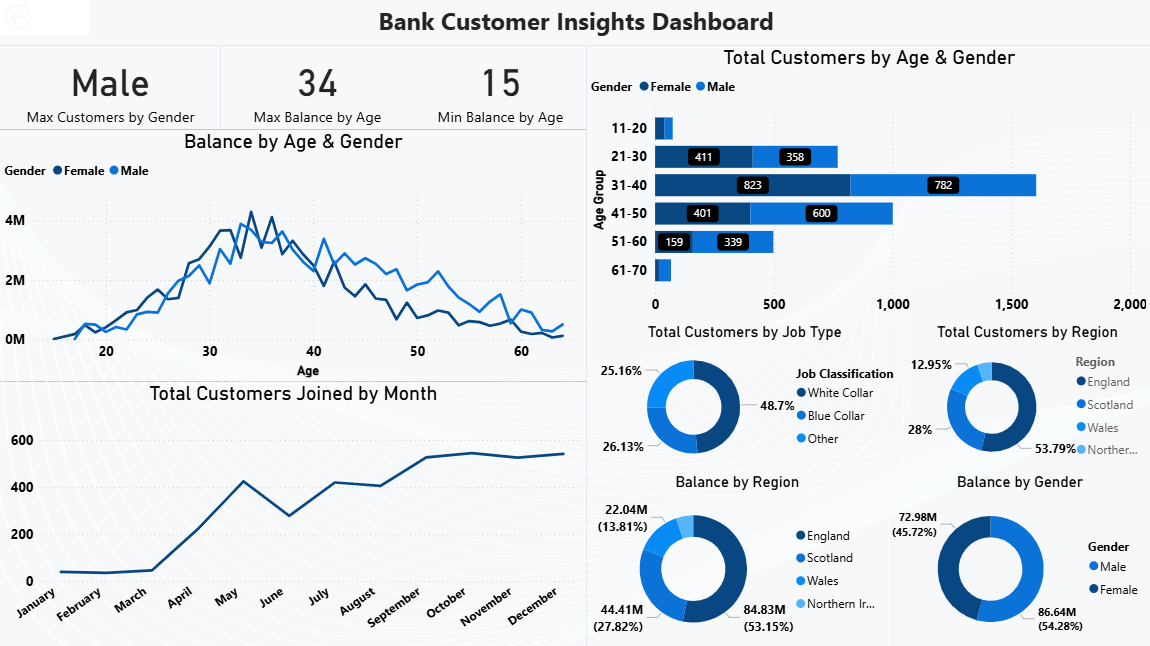 Bank Customer Insights Dashboard
Male
Max Customers by Gender
34
Max Balance by Age
15
Min Balance by Age
Balance by Age & Gender
Gender Female Male
4M
2M
0M
20 30 40 50 60
Age
Total Customers Joined by Month
600
400
200
0
January February March April May June July August September October November December
Total Customers by Age & Gender
Gender Female Male
Age Group
11-20
21-30 411 358
31-40 823 782
41-50 401 600
51-60 159 339
61-70
0 500 1,000 1,500 2,000
Total Customers by Job Type
25.16%
48.7%
26.13%
Job Classification
White Collar
Blue Collar
Other
Total Customers by Region
12.95%
28%
53.79%
Region
England
Scotland
Wales
Norther...
Balance by Region
22.04M
(13.81%)
44.41M
(27.82%)
84.83M
(53.15%)
England
Scotland
Wales
Northern Ir...
Balance by Gender
72.98M
(45.72%)
86.64M
(54.28%)
Gender
Male
Female